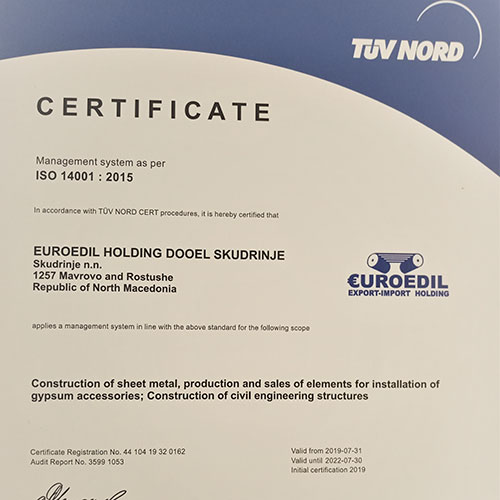 TÜV NORD
CERTIFICATE
Management system as per
ISO 14001 : 2015
In accordance with TÜV NORD CERT procedures, it is hereby certified that
EUROEDIL HOLDING DOOEL SKUDRINJE
Skudrinje n.n.
1257 Mavrovo and Rostushe
Republic of North Macedonia
€UROEDIL
EXPORT-IMPORT HOLDING
applies a management system in line with the above standard for the following scope
Construction of sheet metal, production and sales of elements for installation of
gypsum accessories; Construction of civil engineering structures
Certificate Registration No. 44 104 19 32 0162
Audit Report No. 3599 1053
Valid from 2019-07-31
Valid until 2022-07-30
Initial certification 2019